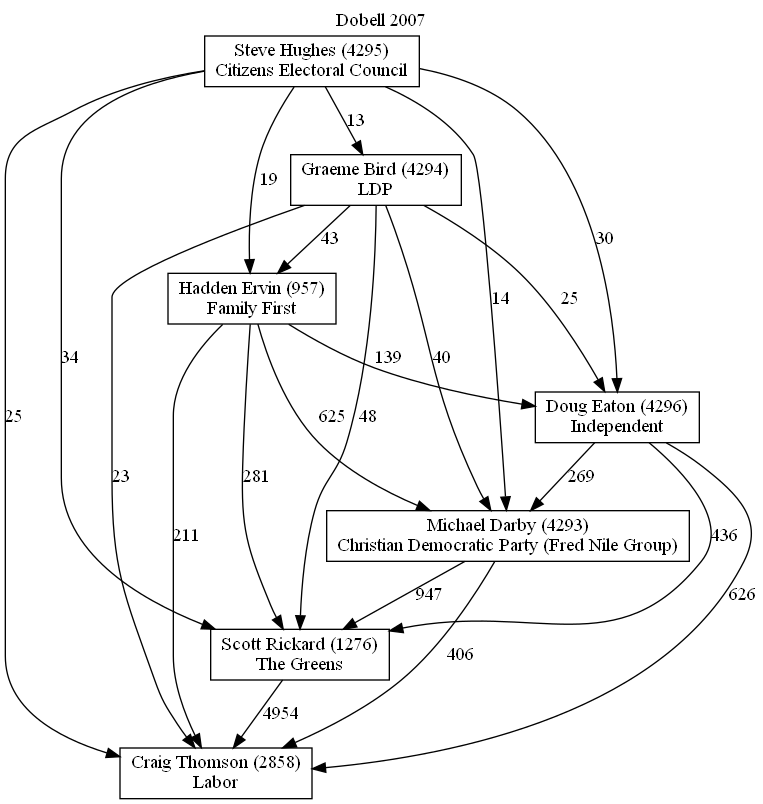 Dobell 2007
Steve Hughes (4295)
Citizens Electoral Council
13
Graeme Bird (4294)
LDP
19
43
30
14
25
Hadden Ervin (957)
Family First
34
139
40
Doug Eaton (4296)
Independent
25
625
48
23
281
269
Michael Darby (4293)
Christian Democratic Party (Fred Nile Group)
211
436
947
626
Scott Rickard (1276)
The Greens
406
4954
Craig Thomson (2858)
Labor